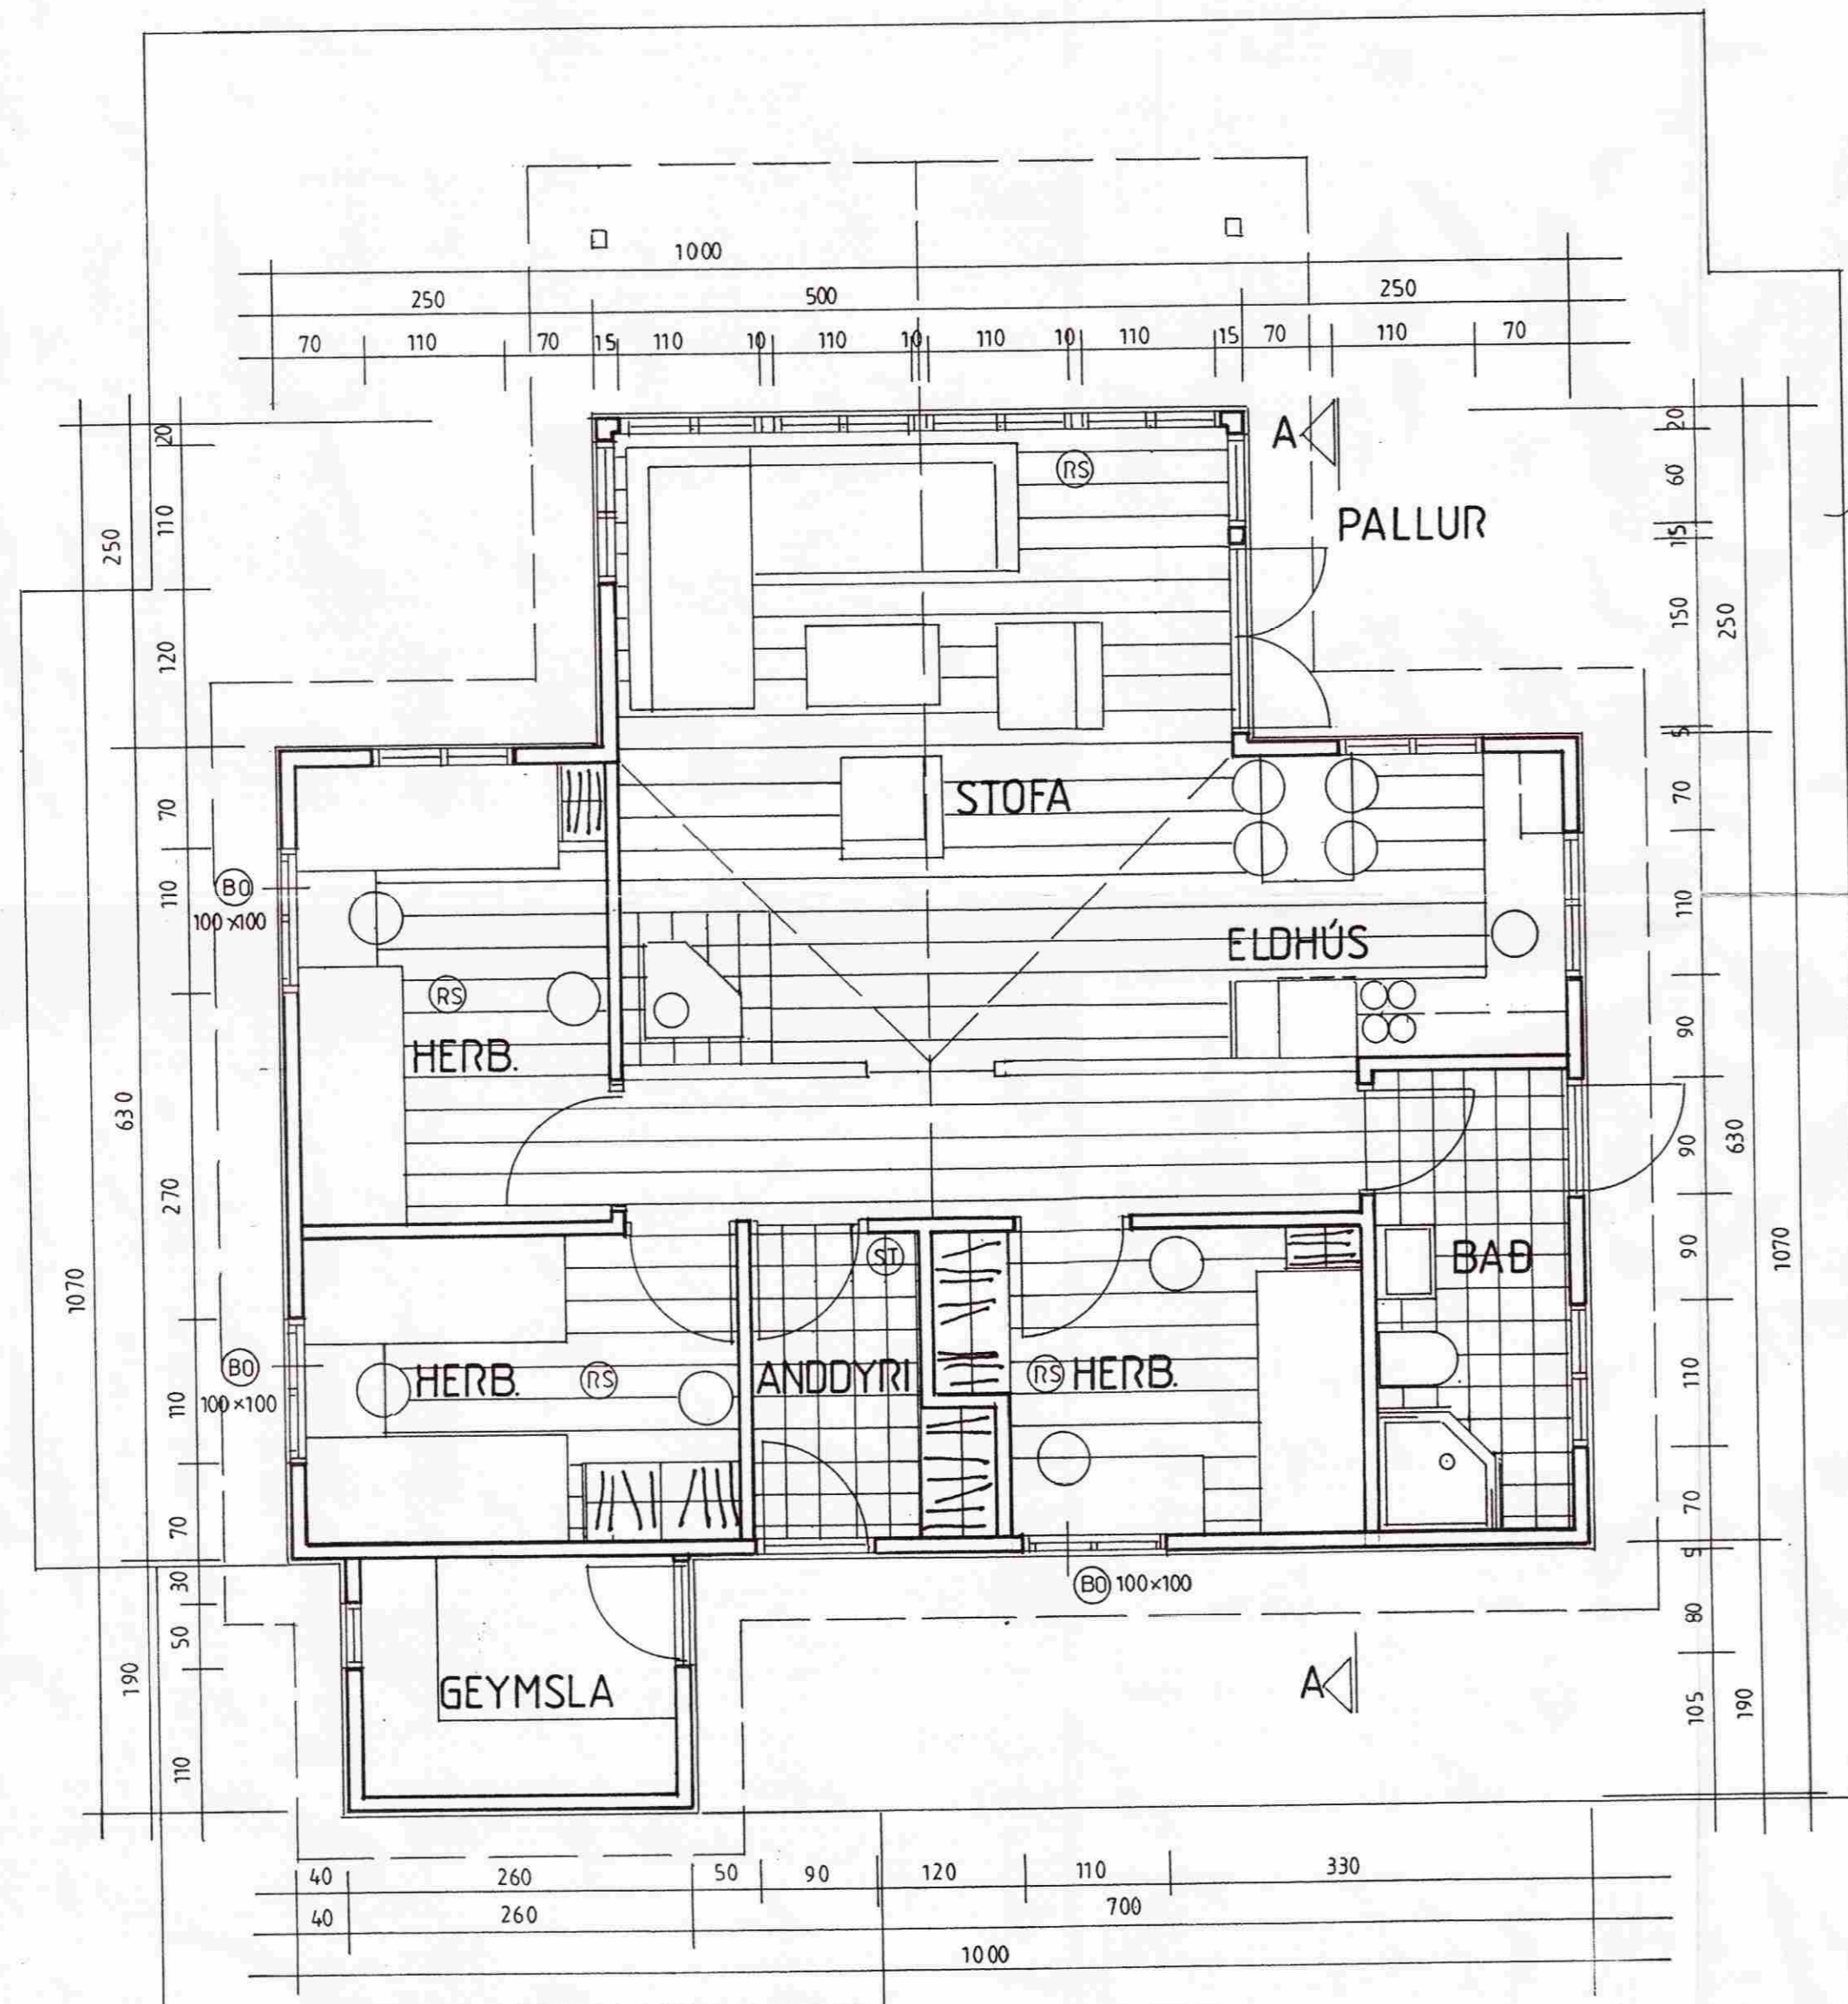 1000
250 500 250
70 110 70 15 110 10 110 10 110 10 110 15 70 110 70
A
PALLUR
STOFA
ELDHÚS
BO
100×100
RS
HERB.
RS
ST
BAÐ
BO
100×100
HERB.
RS
ANDDYRI
RS
HERB.
BO 100×100
GEYMSLA
A
20
110
120
70
110
270
110
70
30
50
110
250
630
190
1070
20
60
15
150
5
70
110
90
90
90
110
70
5
80
105
250
630
190
1070
40 260 50 90 120 110 330
40 260 700
1000